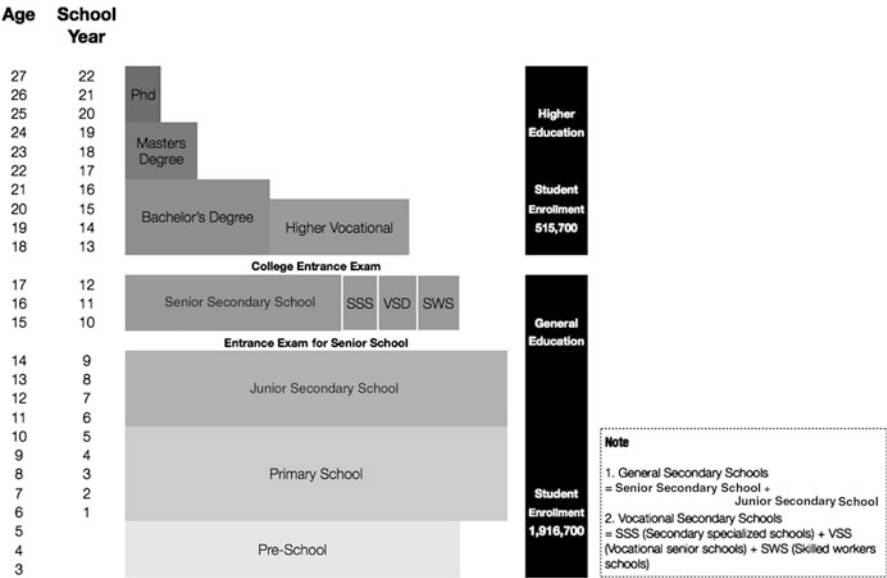 Age School
Year
27 22
26 21
25 20
24 19
23 18
22 17
21 16
20 15
19 14
18 13
17 12
16 11
15 10
14 9
13 8
12 7
11 6
10 5
9 4
8 3
7 2
6 1
5
4
3
Phd
Masters
Degree
Bachelor's Degree
Higher Vocational
College Entrance Exam
Senior Secondary School SSS VSD SWS
Entrance Exam for Senior School
Junior Secondary School
Primary School
Pre-School
Higher
Education
Student
Enrollment
515,700
General
Education
Student
Enrollment
1,916,700
Note
1. General Secondary Schools
= Senior Secondary School +
Junior Secondary School
2. Vocational Secondary Schools
= SSS (Secondary specialized schools) + VSS
(Vocational senior schools) + SWS (Skilled workers
schools)